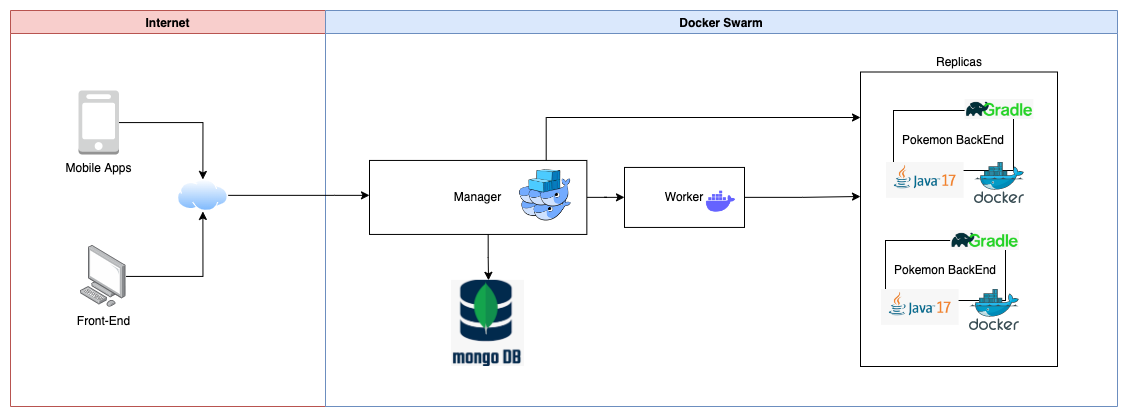 Internet
Docker Swarm
Replicas
Mobile Apps
Gradle
Pokemon BackEnd
Java 17
docker
Manager
Worker
Gradle
Pokemon BackEnd
Java 17
docker
Front-End
mongo DB